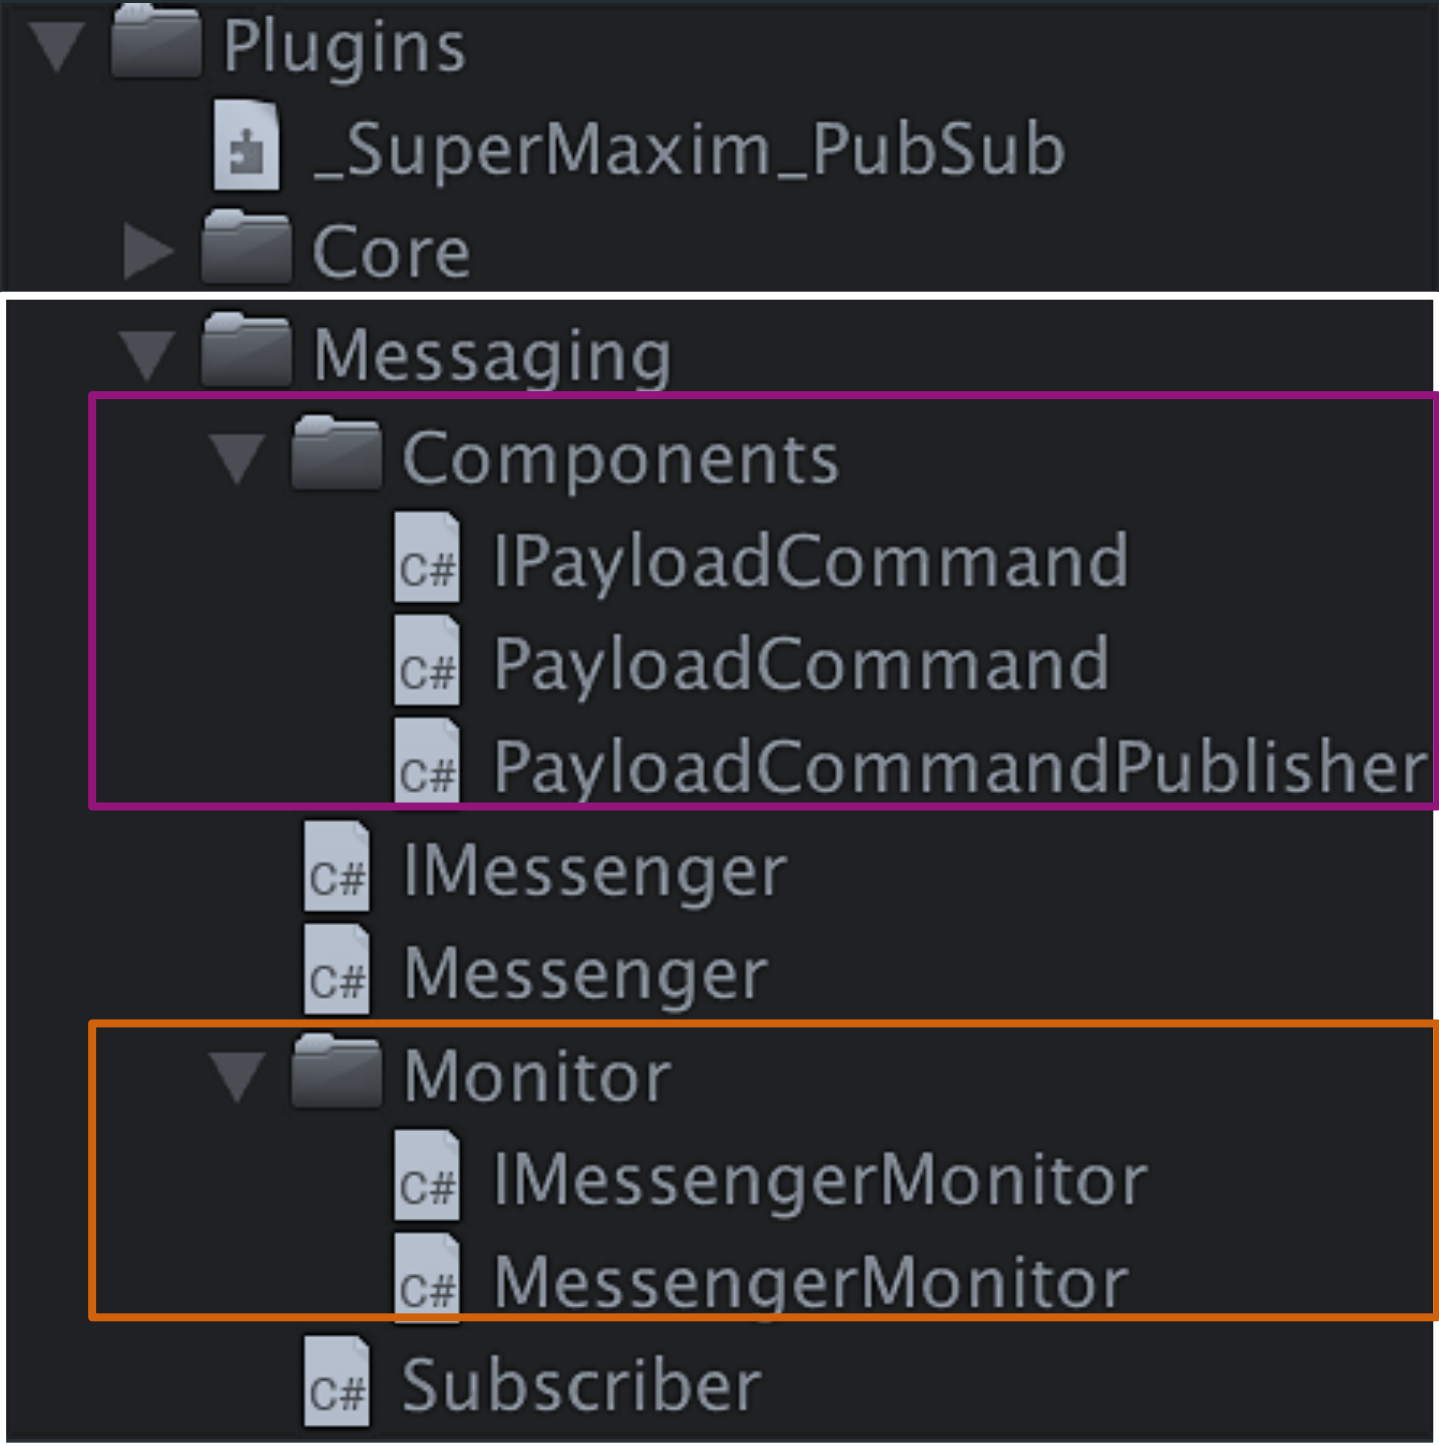 Plugins
_SuperMaxim_PubSub
Core
Messaging
Components
C# IPayloadCommand
C# PayloadCommand
C# PayloadCommandPublisher
C# IMessenger
C# Messenger
Monitor
C# IMessengerMonitor
C# MessengerMonitor
C# Subscriber